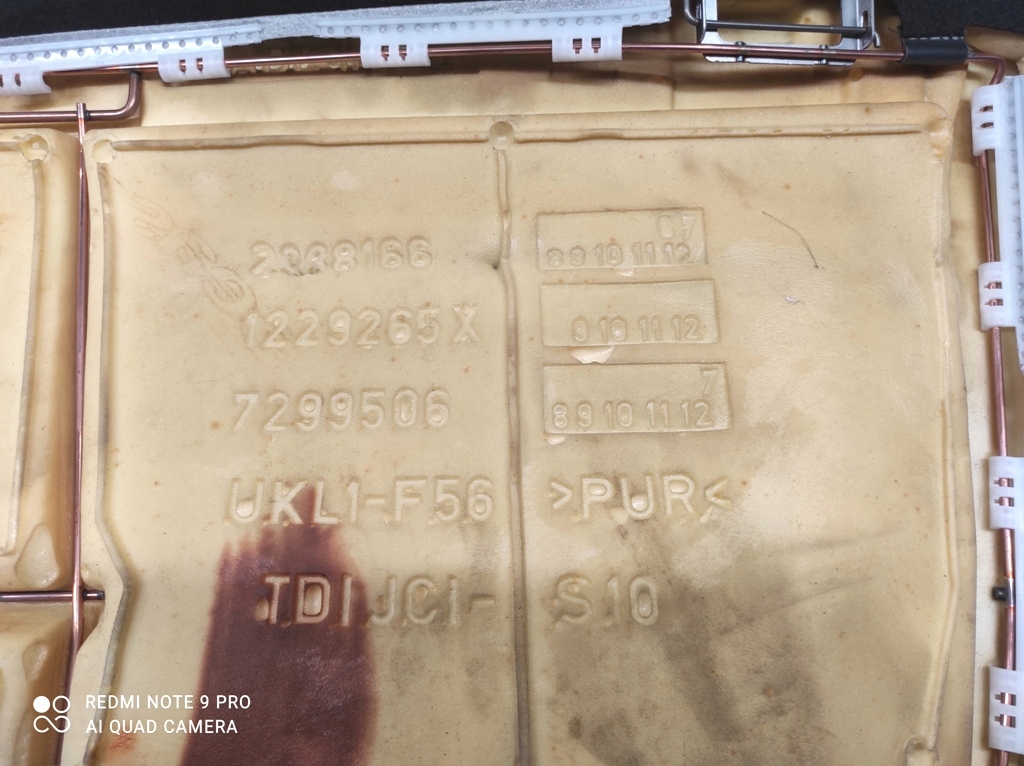 2088166
67
8 9 10 11 12
1229265X
9 10 11 12
7299506
7
8 9 10 11 12
UKL1-F56 >PUR<
TDI JCI- S10
REDMI NOTE 9 PRO
AI QUAD CAMERA